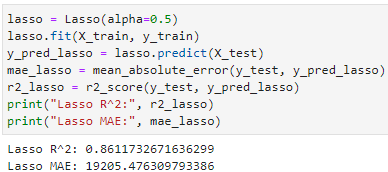 lasso = Lasso(alpha=0.5)
lasso.fit(X_train, y_train)
y_pred_lasso = lasso.predict(X_test)
mae_lasso = mean_absolute_error(y_test, y_pred_lasso)
r2_lasso = r2_score(y_test, y_pred_lasso)
print("Lasso R^2:", r2_lasso)
print("Lasso MAE:", mae_lasso)
Lasso R^2: 0.8611732671636299
Lasso MAE: 19205.476309793386